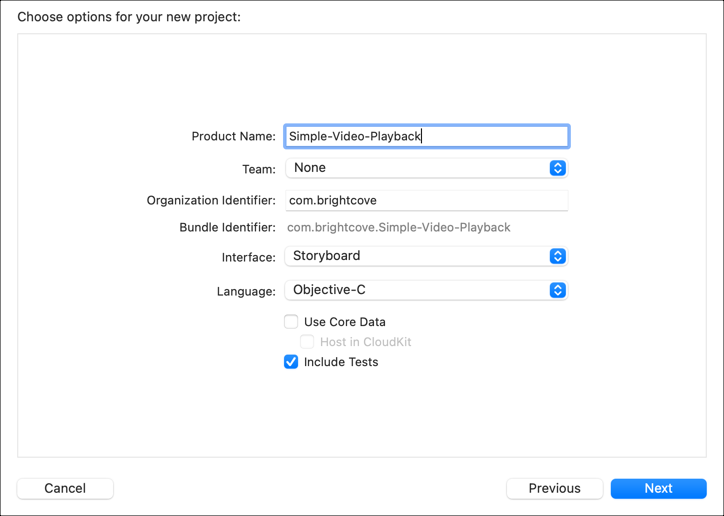 Choose options for your new project:
Product Name: Simple-Video-Playback
Team: None
Organization Identifier: com.brightcove
Bundle Identifier: com.brightcove.Simple-Video-Playback
Interface: Storyboard
Language: Objective-C
Use Core Data
Host in CloudKit
Include Tests
Cancel Previous Next